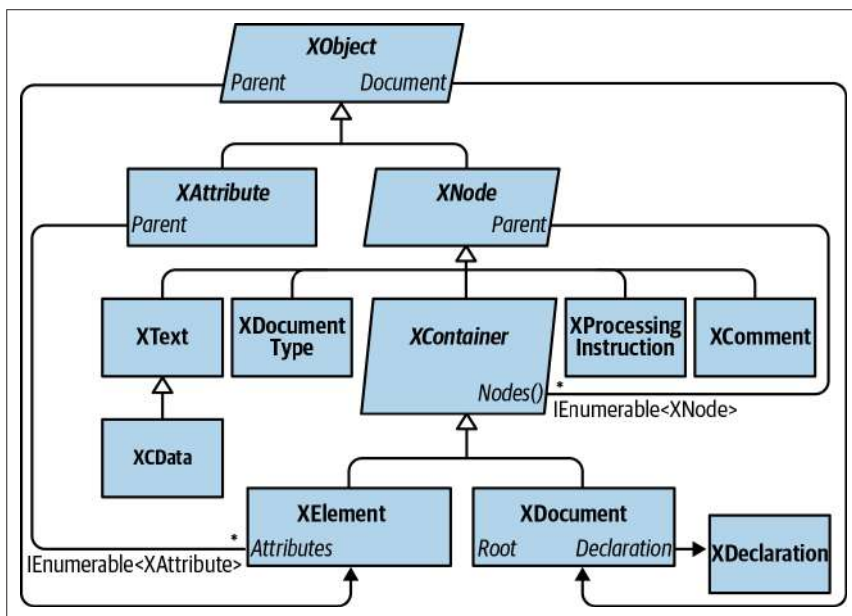 XObject
Parent Document
XAttribute
Parent
XNode
Parent
XText
XDocument
Type
XContainer
Nodes()
XProcessing
Instruction
XComment
*
IEnumerable<XNode>
XCData
XElement
Attributes
*
IEnumerable<XAttribute>
XDocument
Root Declaration
XDeclaration